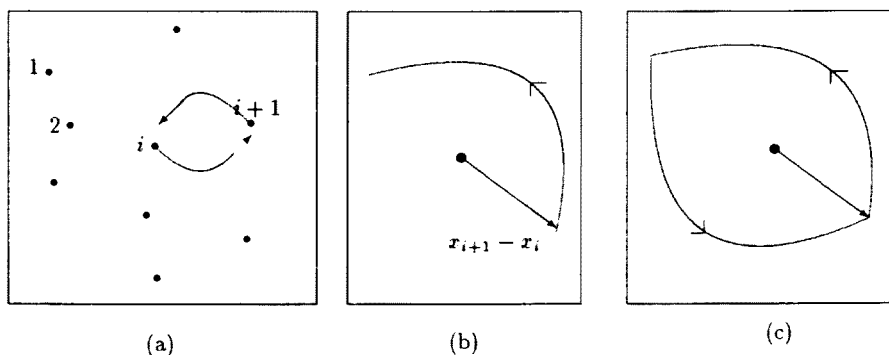 1
2
i
i + 1
x_{i+1} − x_i
(a)
(b)
(c)